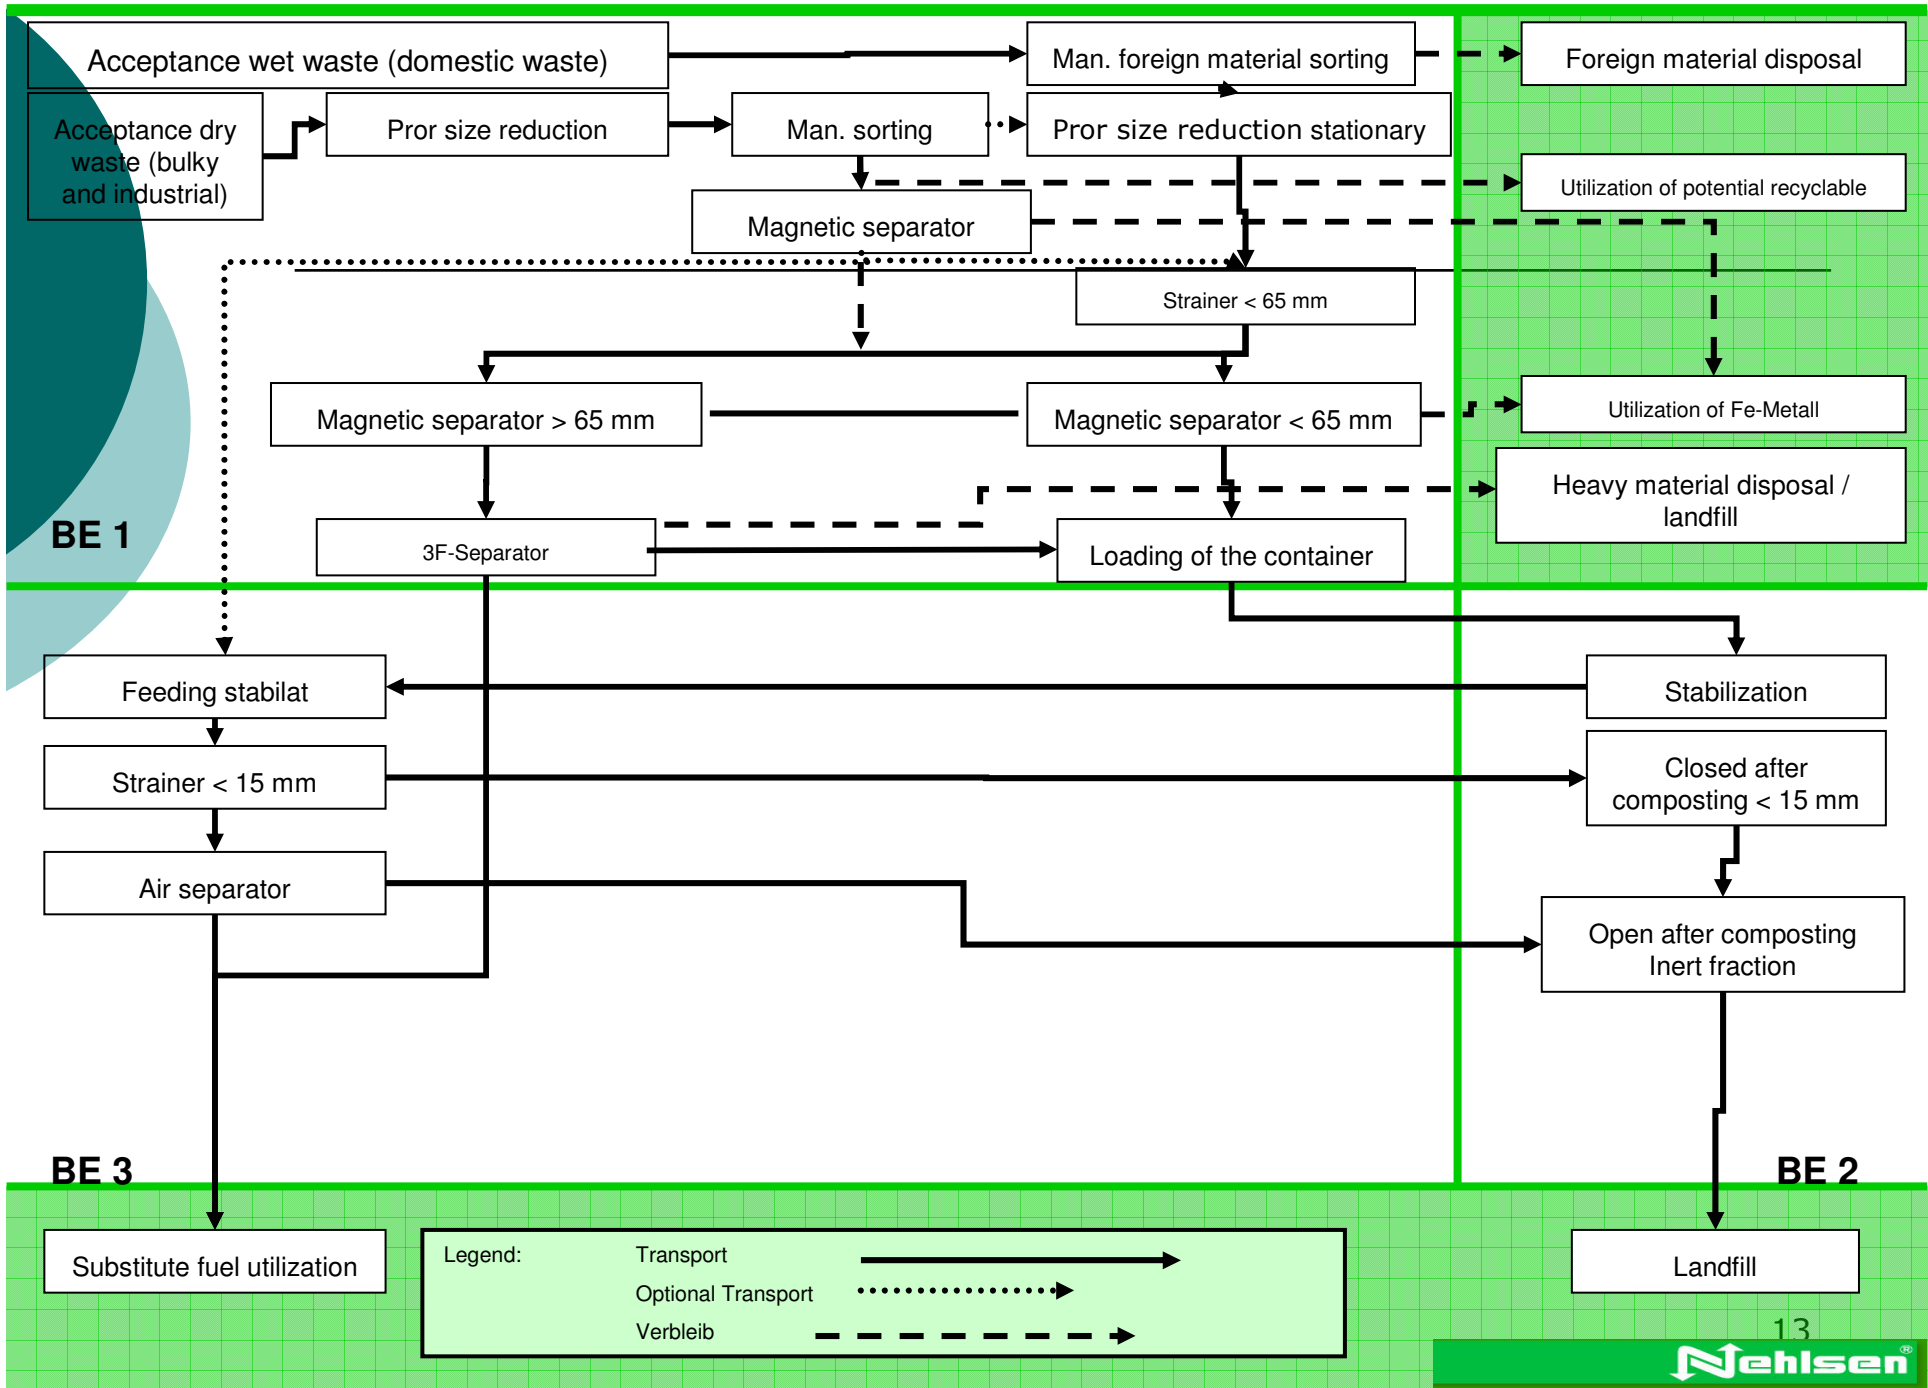 Acceptance wet waste (domestic waste)
Man. foreign material sorting
Foreign material disposal
Acceptance dry
waste (bulky
and industrial)
Pror size reduction
Man. sorting
Pror size reduction stationary
Utilization of potential recyclable
Magnetic separator
Strainer < 65 mm
Magnetic separator > 65 mm
Magnetic separator < 65 mm
Utilization of Fe-Metall
Heavy material disposal /
landfill
BE 1
3F-Separator
Loading of the container
Feeding stabilat
Stabilization
Strainer < 15 mm
Closed after
composting < 15 mm
Air separator
Open after composting
Inert fraction
BE 3
BE 2
Substitute fuel utilization
Legend:
Transport
Optional Transport
Verbleib
Landfill
13
Nehlsen®